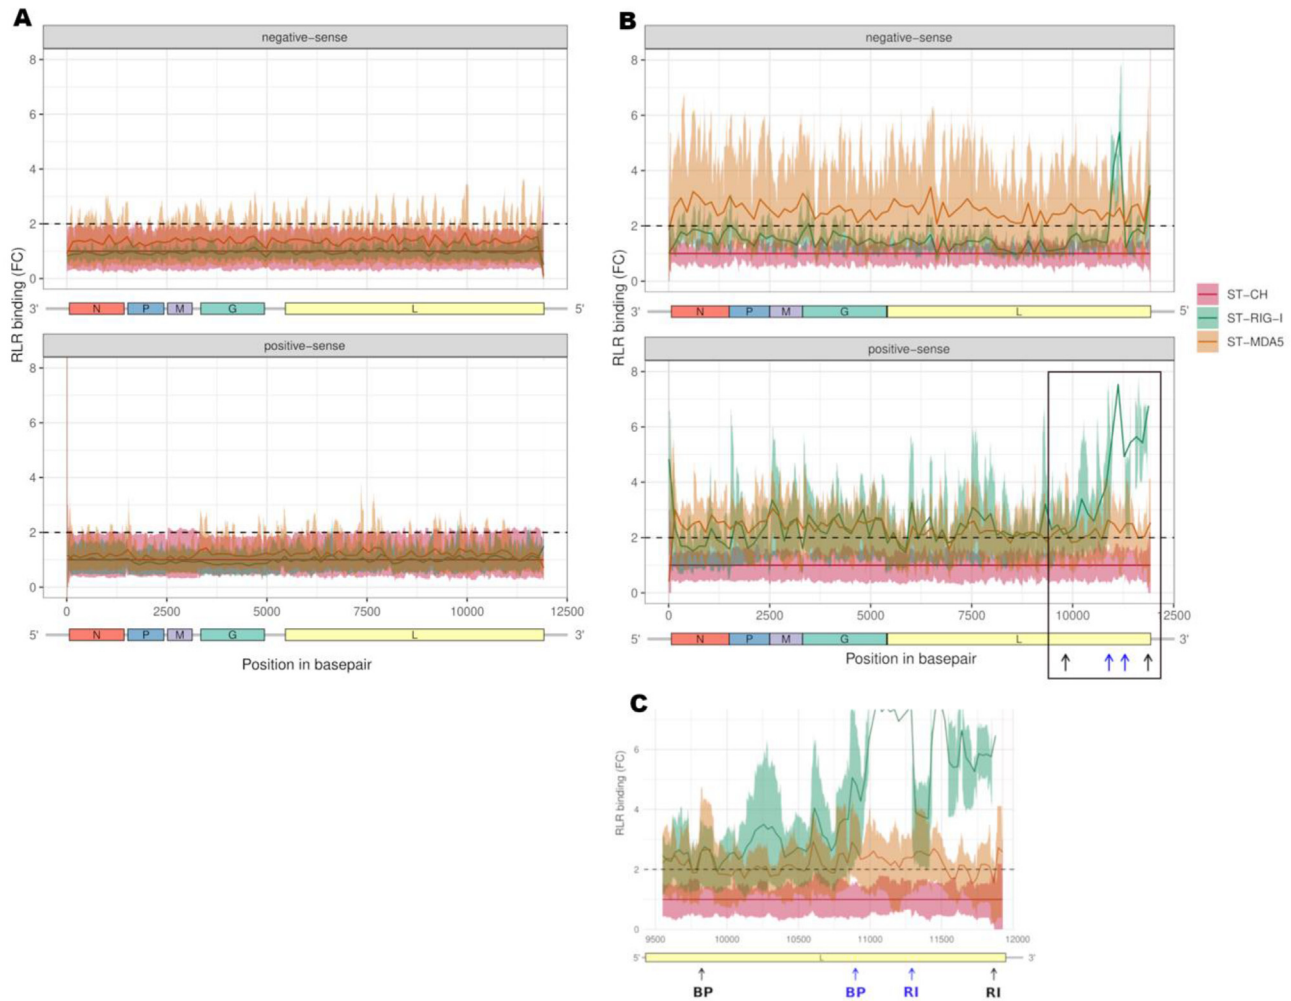 A
negative−sense
8
6
4
2
0
3'
N
P
M
G
L
5'
RLR binding (FC)
positive−sense
8
6
4
2
0
0 2500 5000 7500 10000 12500
5'
N
P
M
G
L
3'
Position in basepair
B
negative−sense
8
6
4
2
0
3'
N
P
M
G
L
5'
RLR binding (FC)
positive−sense
8
6
4
2
0
0 2500 5000 7500 10000 12500
5'
N
P
M
G
L
3'
Position in basepair
ST−CH
ST−RIG−I
ST−MDA5
C
RLR binding (FC)
6
4
2
0
9500 10000 10500 11000 11500 12000
5'
L
3'
BP BP RI RI